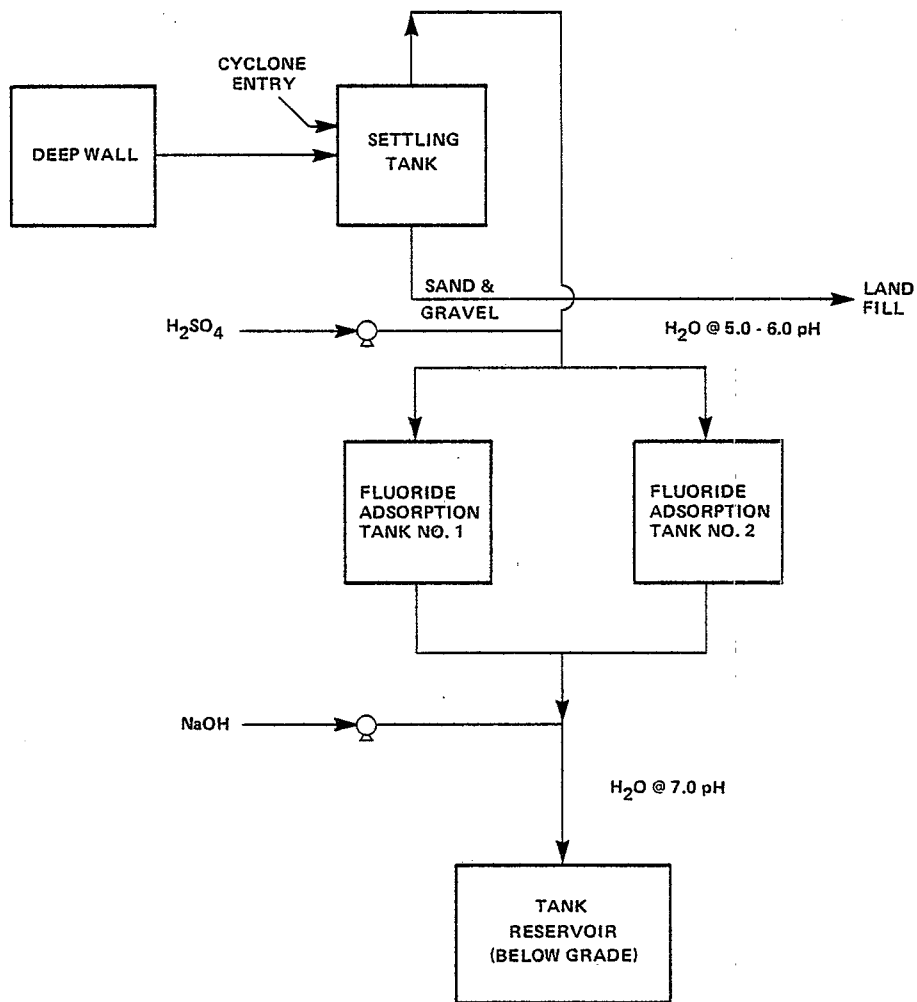 CYCLONE
ENTRY
DEEP WALL
SETTLING
TANK
SAND &
GRAVEL
LAND
FILL
H₂SO₄
H₂O @ 5.0 - 6.0 pH
FLUORIDE
ADSORPTION
TANK NO. 1
FLUORIDE
ADSORPTION
TANK NO. 2
NaOH
H₂O @ 7.0 pH
TANK
RESERVOIR
(BELOW GRADE)